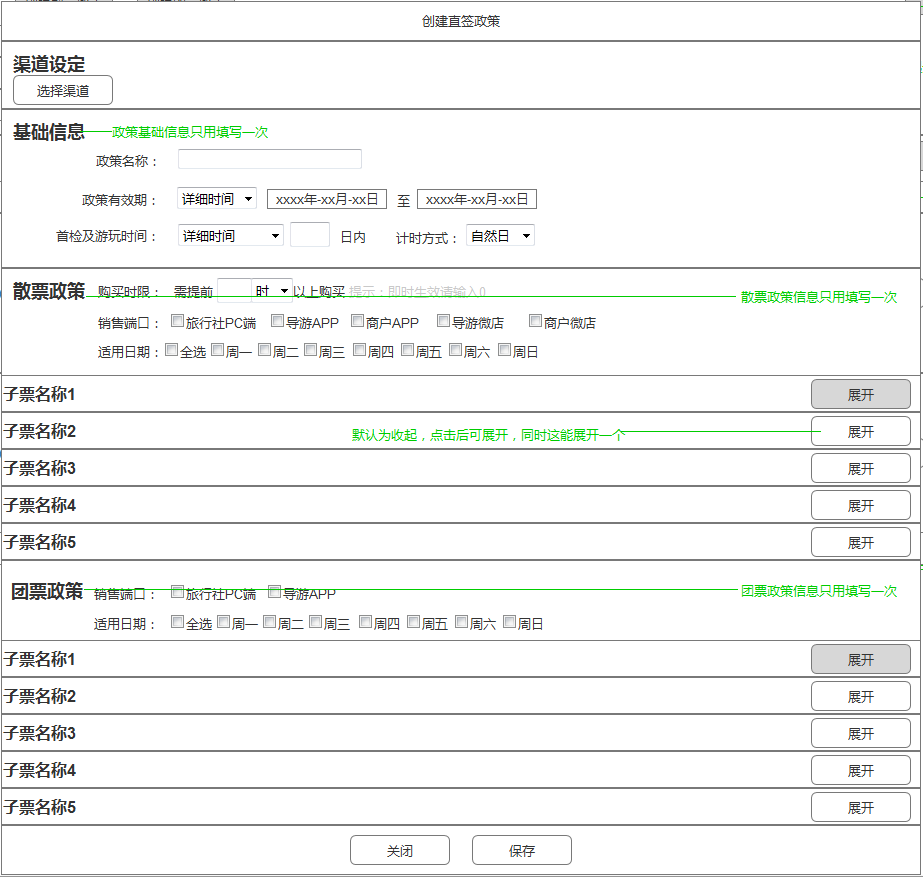 创建直签政策
渠道设定
选择渠道
基础信息 政策基础信息只用填写一次
政策名称：
政策有效期： 详细时间 xxxx年-xx月-xx日 至 xxxx年-xx月-xx日
首检及游玩时间： 详细时间 日内 计时方式： 自然日
散票政策 购买时限： 需提前 时 以上购买 提示：即时生效请输入0 散票政策信息只用填写一次
销售端口： 旅行社PC端 导游APP 商户APP 导游微店 商户微店
适用日期： 全选 周一 周二 周三 周四 周五 周六 周日
子票名称1 展开
子票名称2 默认为收起，点击后可展开，同时这能展开一个 展开
子票名称3 展开
子票名称4 展开
子票名称5 展开
团票政策 销售端口： 旅行社PC端 导游APP 团票政策信息只用填写一次
适用日期： 全选 周一 周二 周三 周四 周五 周六 周日
子票名称1 展开
子票名称2 展开
子票名称3 展开
子票名称4 展开
子票名称5 展开
关闭 保存